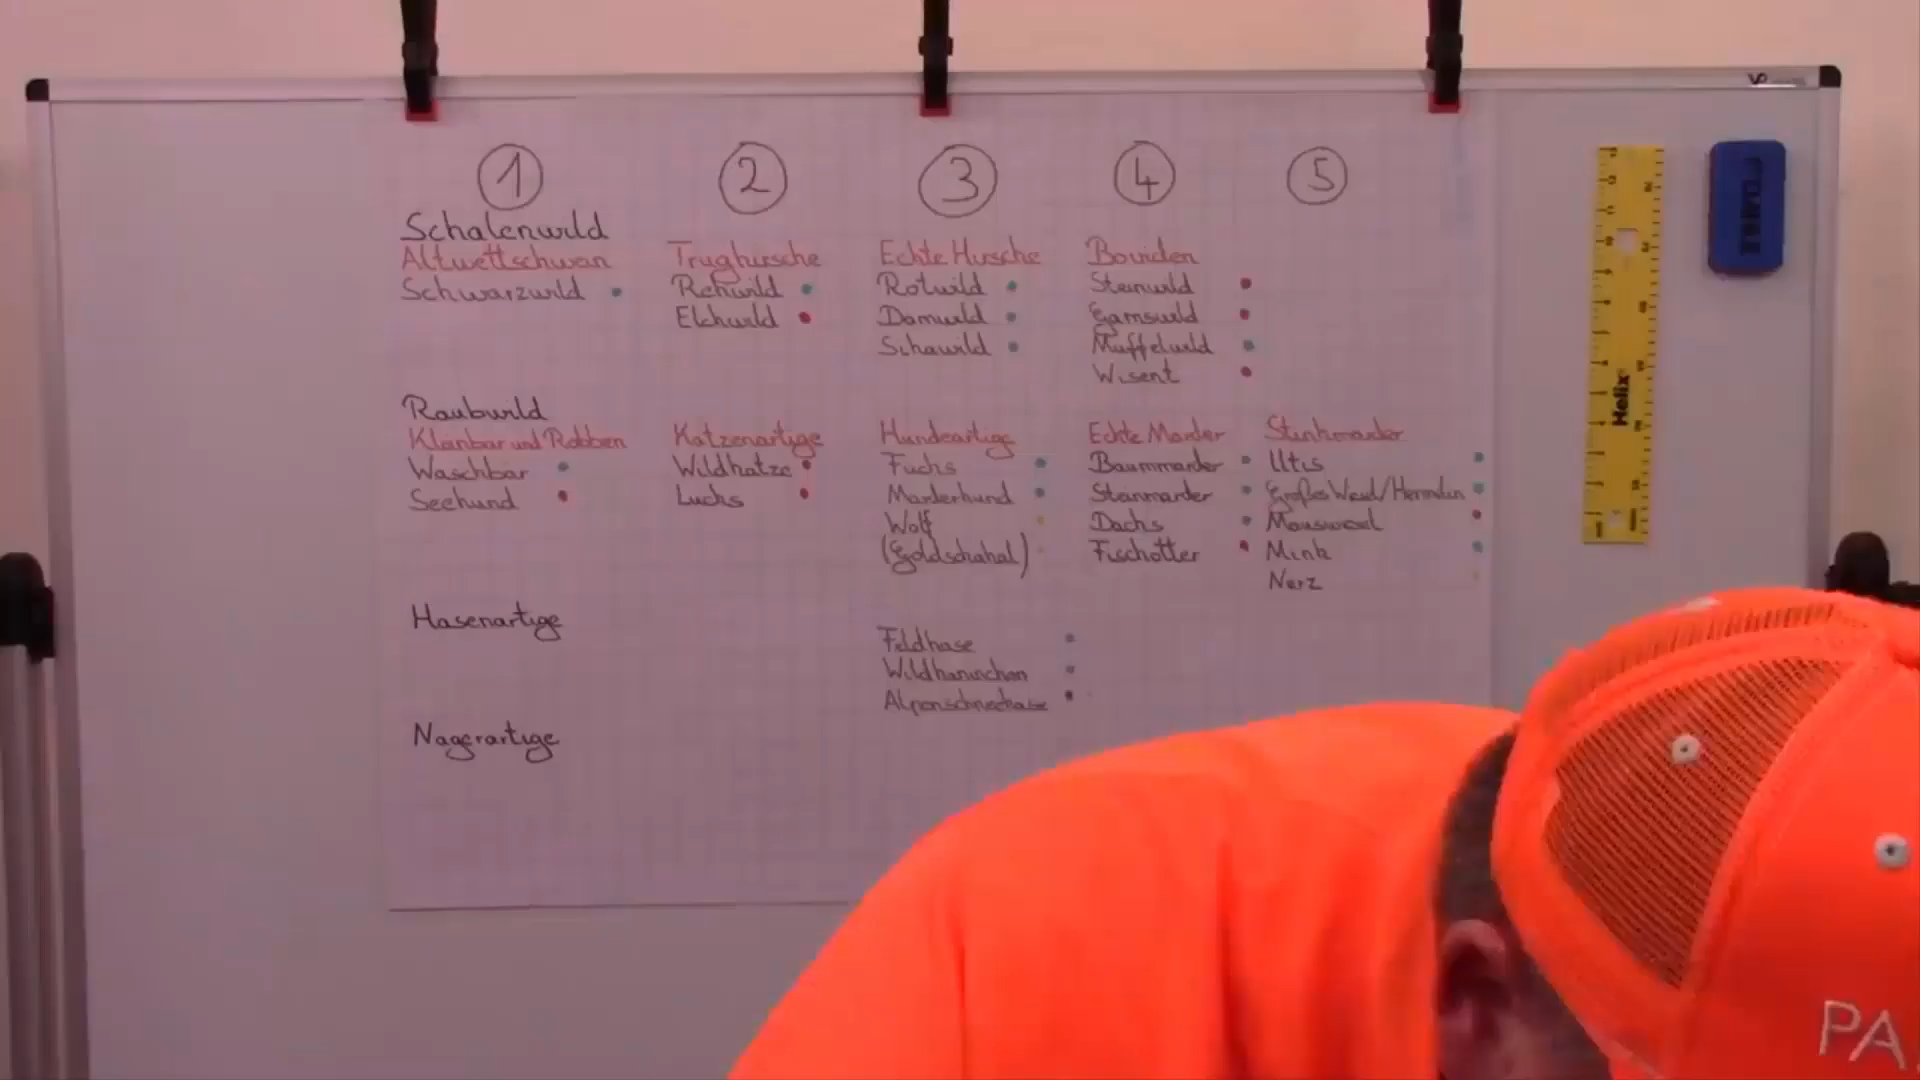 1 2 3 4 5
Schalenwild
Altweltschwein Trughirsche Echte Hirsche Boviden
Schwarzwild Rehwild Rotwild Steinwild
Elchwild Damwild Gamswild
Sikawild Muffelwild
Wisent
Raubwild
Kleinbär und Robben Katzenartige Hundeartige Echte Marder Stinkmarder
Waschbär Wildkatze Fuchs Baummarder Iltis
Seehund Luchs Marderhund Steinmarder Großes Wiesel/Hermelin
Wolf Dachs Mauswiesel
(Goldschakal) Fischotter Mink
Nerz
Hasenartige
Feldhase
Wildkaninchen
Alpenschneehase
Nagerartige
Helix
PA